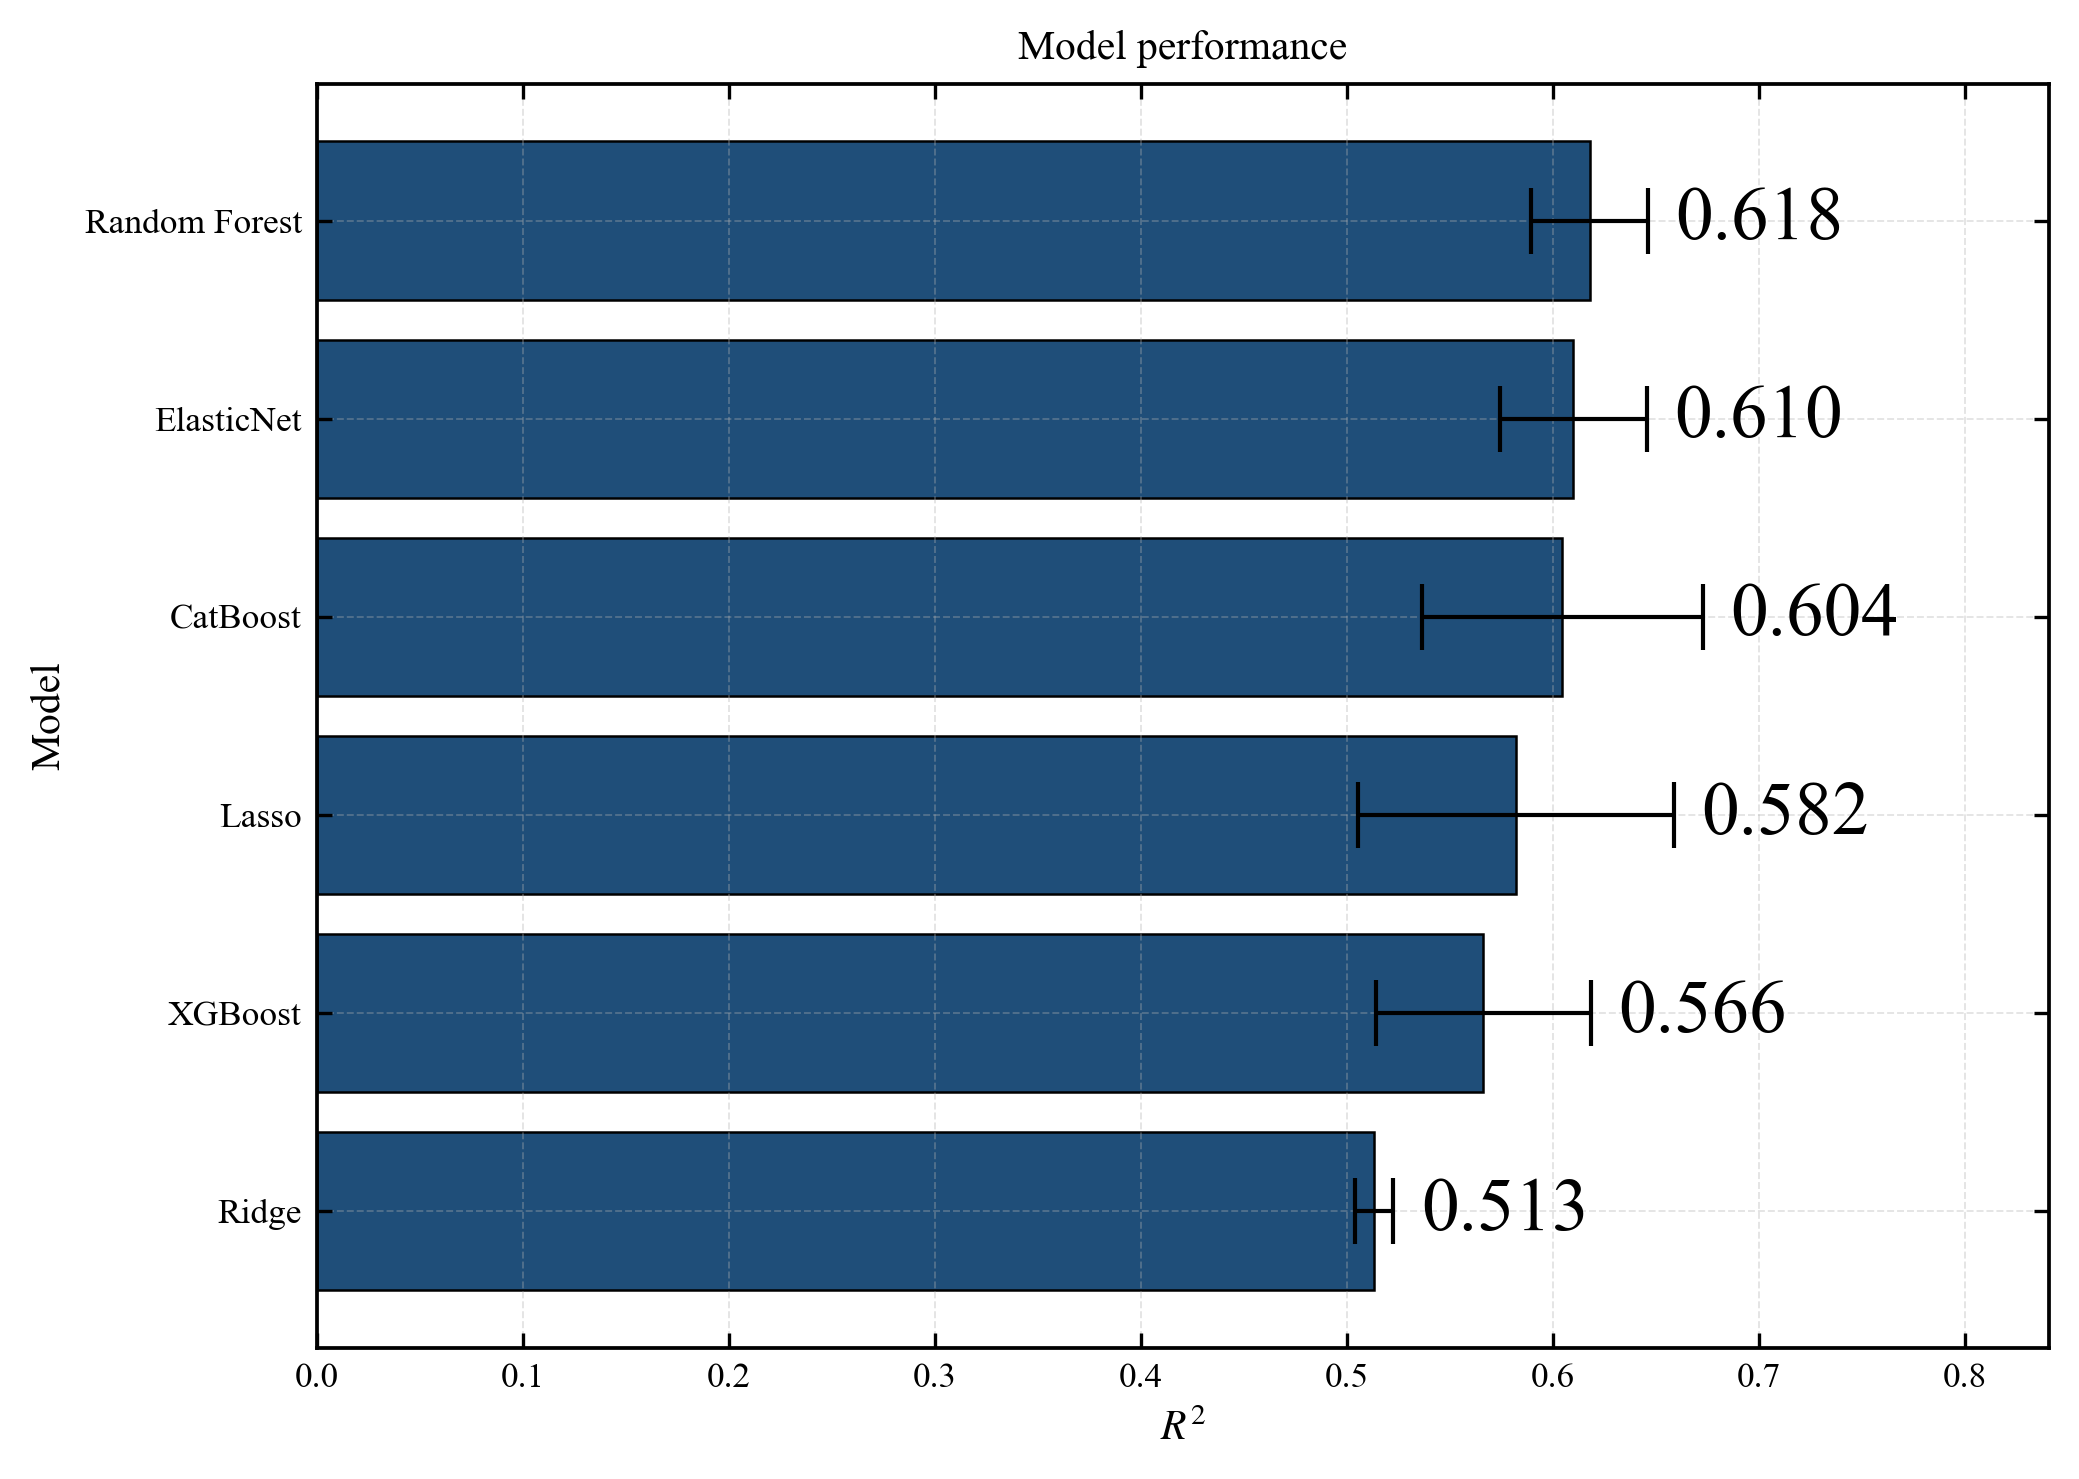 Model performance
Random Forest
0.618
ElasticNet
0.610
CatBoost
0.604
Model
Lasso
0.582
XGBoost
0.566
Ridge
0.513
0.0 0.1 0.2 0.3 0.4 0.5 0.6 0.7 0.8
R²